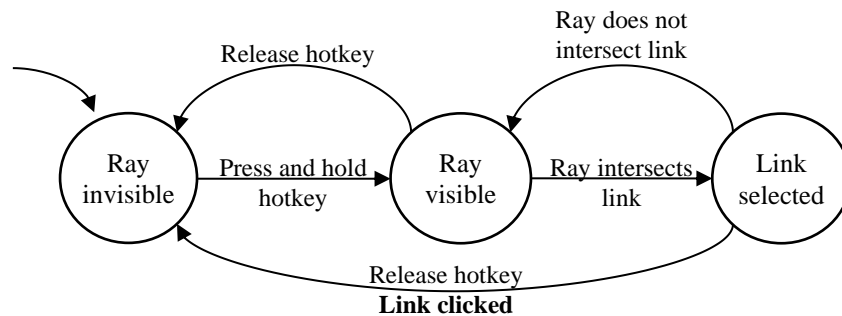 Release hotkey
Ray does not
intersect link
Ray
invisible
Press and hold
hotkey
Ray
visible
Ray intersects
link
Link
selected
Release hotkey
Link clicked